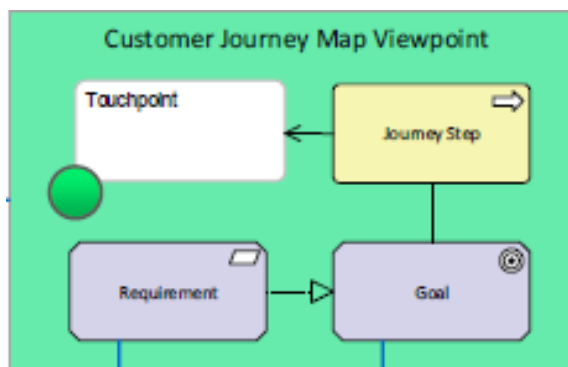 Customer Journey Map Viewpoint
Touchpoint
Journey Step
Requirement
Goal